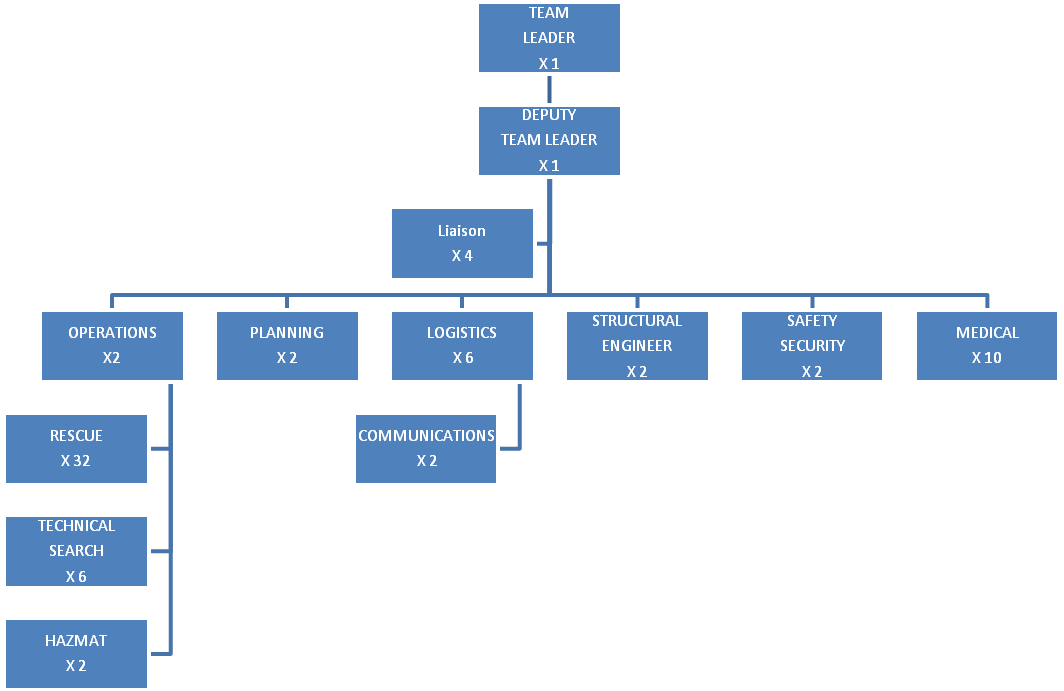 TEAM
LEADER
X 1
DEPUTY
TEAM LEADER
X 1
Liaison
X 4
OPERATIONS
X2
PLANNING
X 2
LOGISTICS
X 6
STRUCTURAL
ENGINEER
X 2
SAFETY
SECURITY
X 2
MEDICAL
X 10
RESCUE
X 32
COMMUNICATIONS
X 2
TECHNICAL
SEARCH
X 6
HAZMAT
X 2